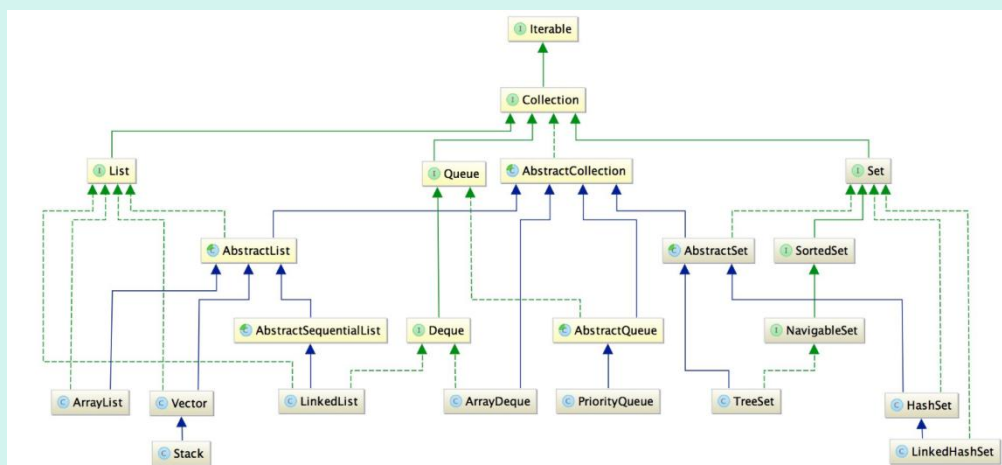 I Iterable
I Collection
I List
I Queue
C AbstractCollection
I Set
C AbstractList
C AbstractSet
I SortedSet
C AbstractSequentialList
I Deque
C AbstractQueue
I NavigableSet
C ArrayList
C Vector
C LinkedList
C ArrayDeque
C PriorityQueue
C TreeSet
C HashSet
C Stack
C LinkedHashSet